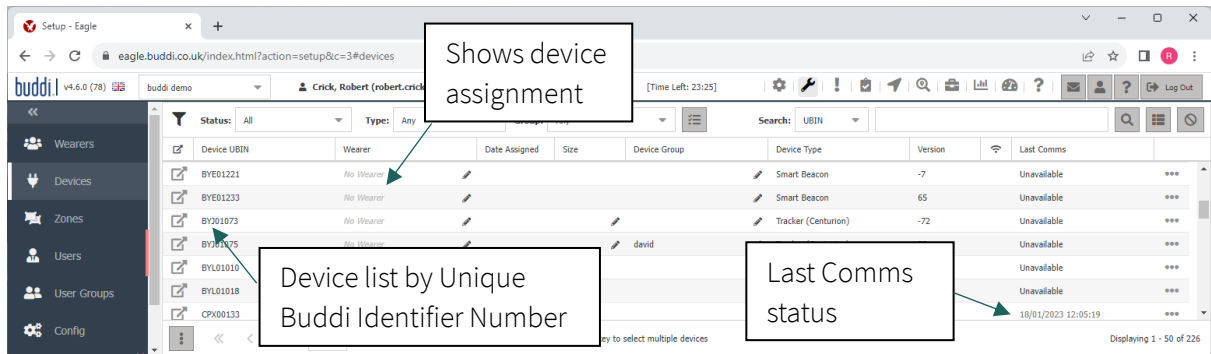 Setup - Eagle
eagle.buddi.co.uk/index.html?action=setup&c=3#devices
R
buddi. v4.6.0 (78) buddi demo Crick, Robert (robert.crick [Time Left: 23:25] Log Out
Shows device
assignment
Status: All Type: Any Search: UBIN
Wearers
Devices
Zones
Users
User Groups
Config
Device UBIN Wearer Date Assigned Size Device Group Device Type Version Last Comms
BYE01221 No Wearer Smart Beacon -7 Unavailable
BYE01233 No Wearer Smart Beacon 65 Unavailable
BYJ01073 No Wearer Tracker (Centurion) -72 Unavailable
BYJ01075 No Wearer david Unavailable
BYL01010 Unavailable
BYL01018 Unavailable
CPX00133 18/01/2023 12:05:19
Device list by Unique
Buddi Identifier Number
Last Comms
status
to select multiple devices Displaying 1 - 50 of 226